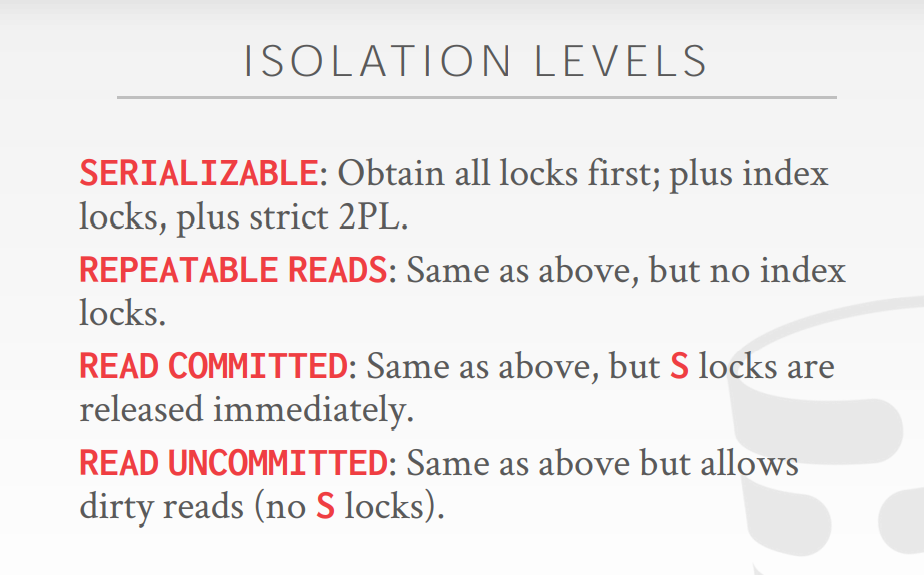 ISOLATION LEVELS
SERIALIZABLE: Obtain all locks first; plus index
locks, plus strict 2PL.
REPEATABLE READS: Same as above, but no index
locks.
READ COMMITTED: Same as above, but S locks are
released immediately.
READ UNCOMMITTED: Same as above but allows
dirty reads (no S locks).